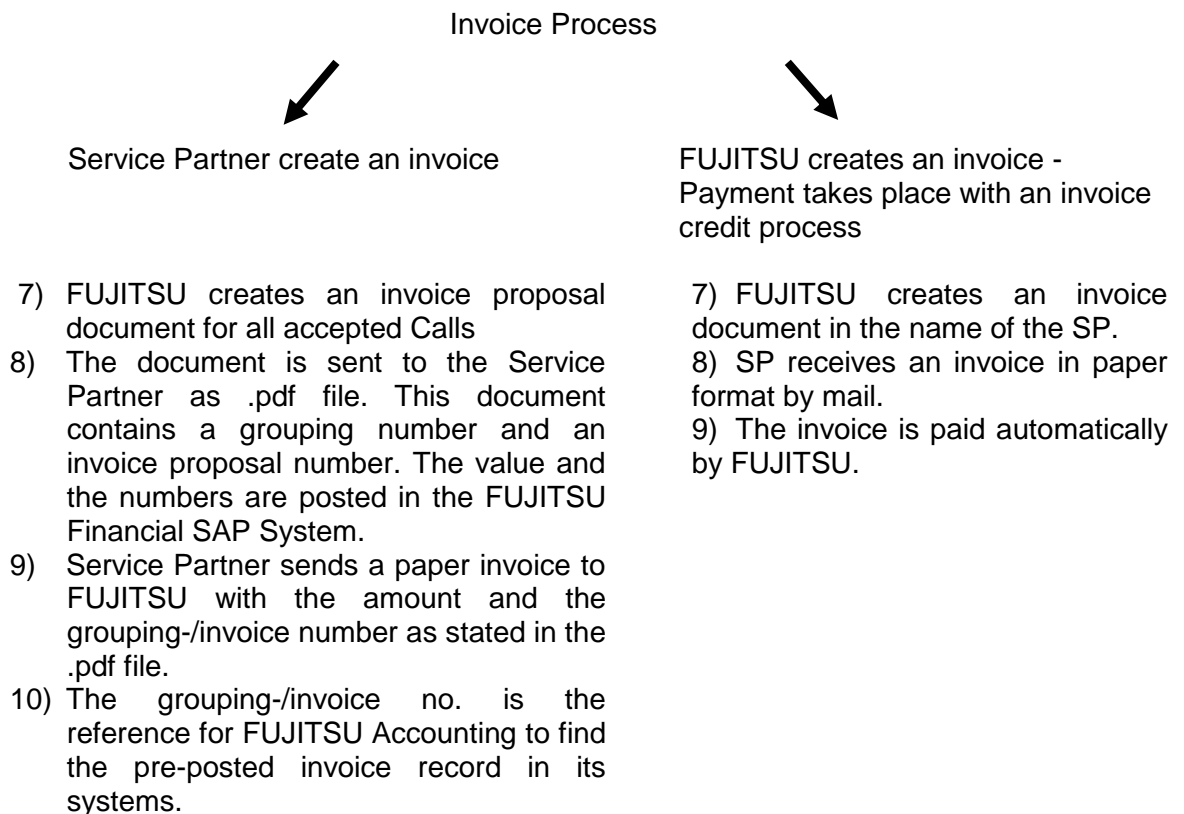 Invoice Process
Service Partner create an invoice
7) FUJITSU creates an invoice proposal
document for all accepted Calls
8) The document is sent to the Service
Partner as .pdf file. This document
contains a grouping number and an
invoice proposal number. The value and
the numbers are posted in the FUJITSU
Financial SAP System.
9) Service Partner sends a paper invoice to
FUJITSU with the amount and the
grouping-/invoice number as stated in the
.pdf file.
10) The grouping-/invoice no. is the
reference for FUJITSU Accounting to find
the pre-posted invoice record in its
systems.
FUJITSU creates an invoice -
Payment takes place with an invoice
credit process
7) FUJITSU creates an invoice
document in the name of the SP.
8) SP receives an invoice in paper
format by mail.
9) The invoice is paid automatically
by FUJITSU.